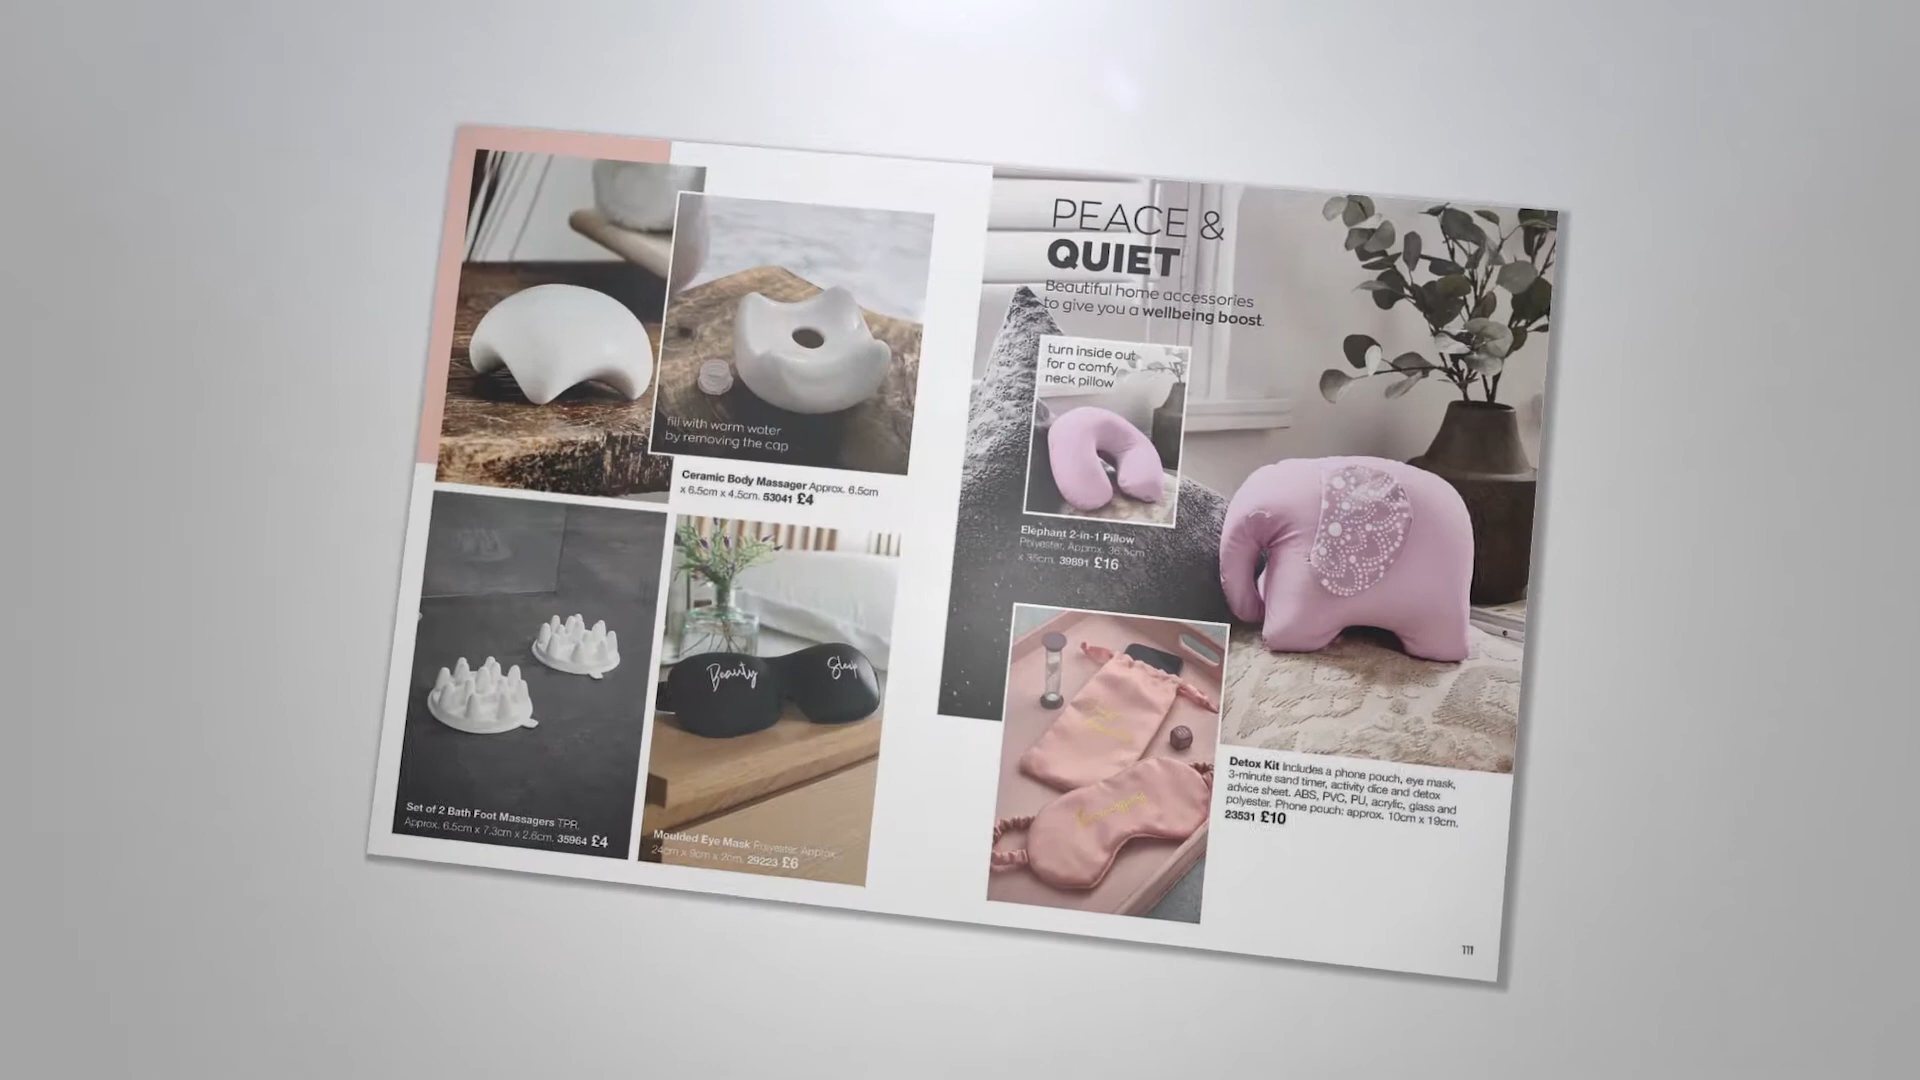 fill with warm water
by removing the cap
Ceramic Body Massager Approx. 6.5cm
x 6.5cm x 4.5cm. 53041 £4
Set of 2 Bath Foot Massagers TPR.
Approx. 6.5cm x 7.3cm x 2.6cm. 35964 £4
Beauty Sleep
Moulded Eye Mask Polyester. Approx.
24cm x 9cm x 2cm. 29223 £6
PEACE &
QUIET
Beautiful home accessories
to give you a wellbeing boost.
turn inside out
for a comfy
neck pillow
Elephant 2-in-1 Pillow
Polyester. Approx. 36.5cm
x 35cm. 39891 £16
Detox Kit Includes a phone pouch, eye mask,
3-minute sand timer, activity dice and detox
advice sheet. ABS, PVC, PU, acrylic, glass and
polyester. Phone pouch: approx. 10cm x 19cm.
23531 £10
111